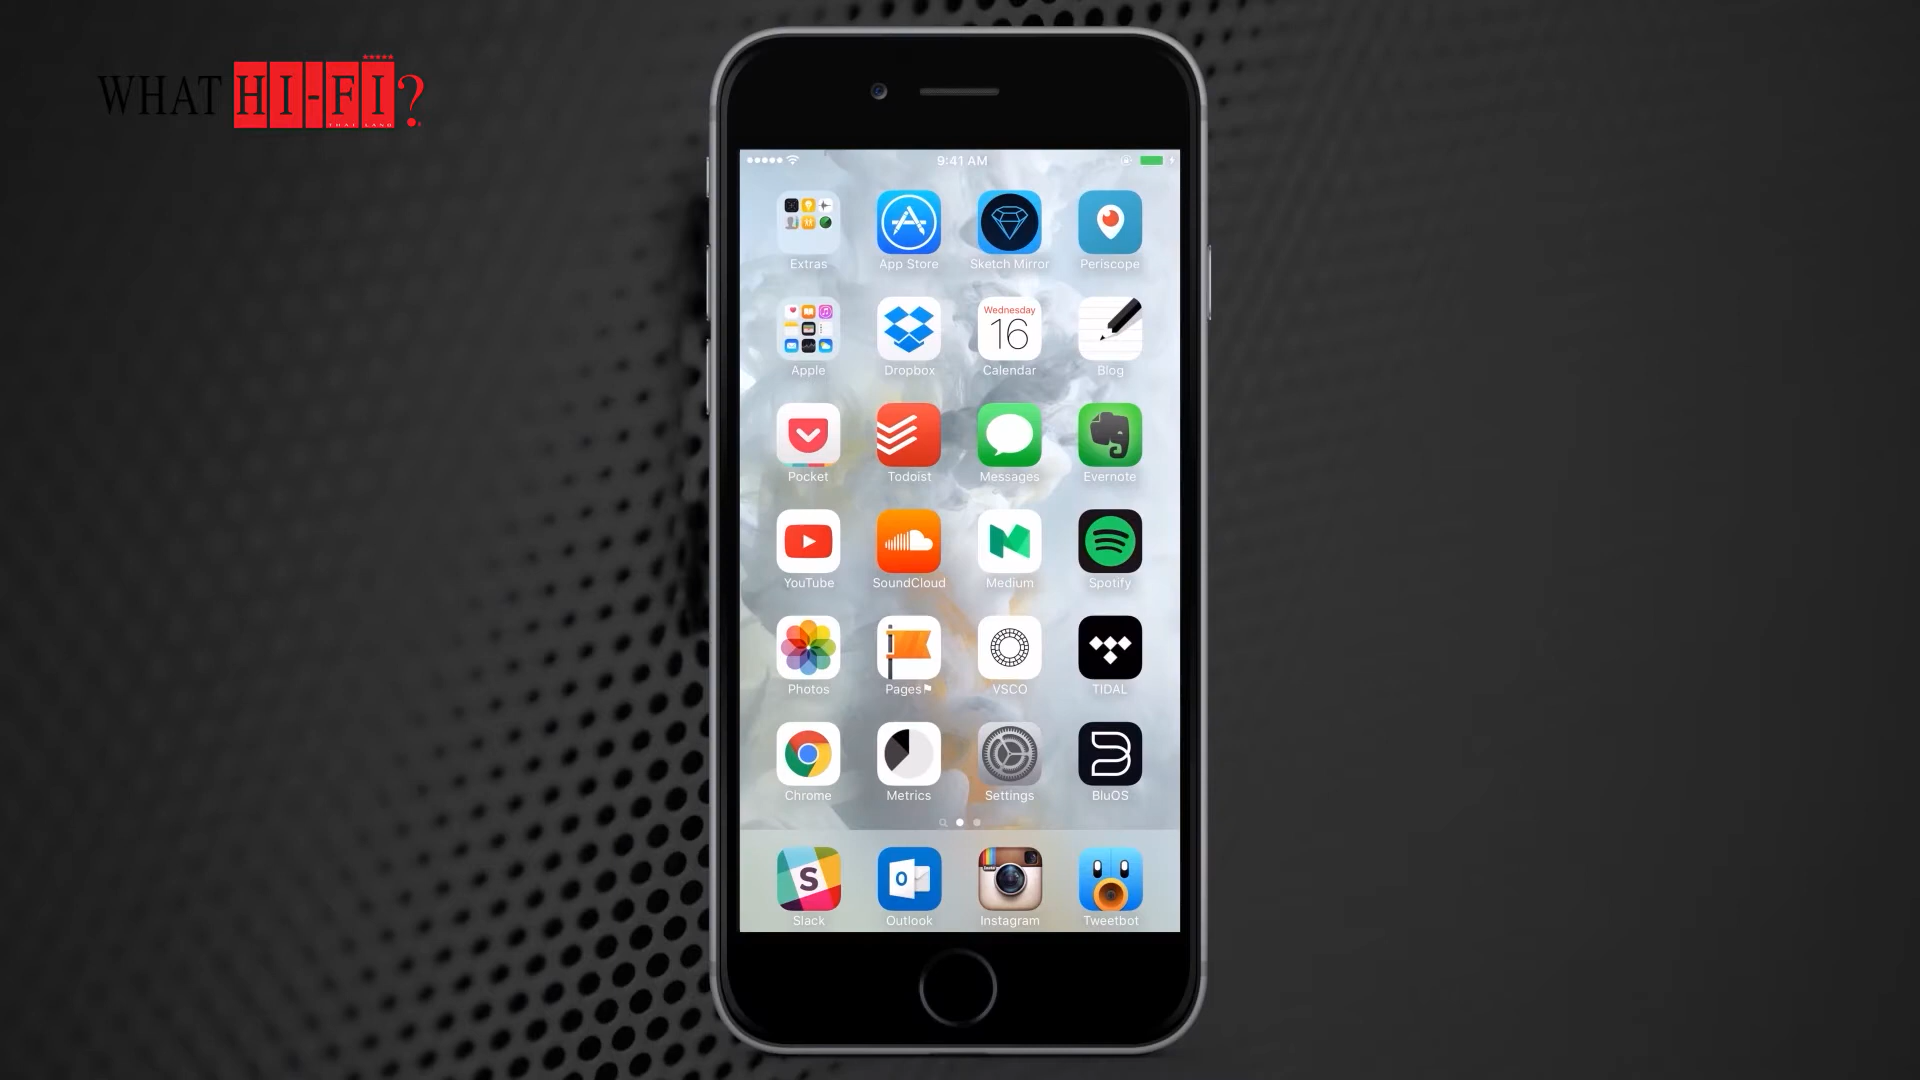 WHAT HI-FI?
THAILAND
9:41 AM
Extras
App Store
Sketch Mirror
Periscope
Wednesday
16
Apple
Dropbox
Calendar
Blog
Pocket
Todoist
Messages
Evernote
YouTube
SoundCloud
Medium
Spotify
Photos
Pages
VSCO
TIDAL
Chrome
Metrics
Settings
BluOS
S
O
Slack
Outlook
Instagram
Tweetbot